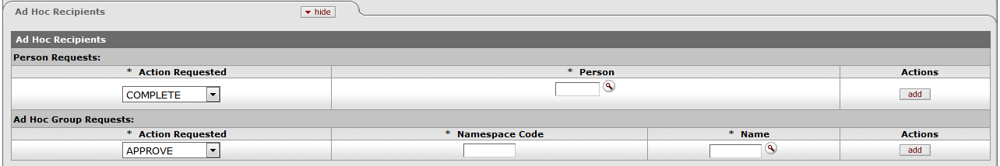 Ad Hoc Recipients hide
Ad Hoc Recipients
Person Requests:
* Action Requested * Person Actions
COMPLETE add
Ad Hoc Group Requests:
* Action Requested * Namespace Code * Name Actions
APPROVE add